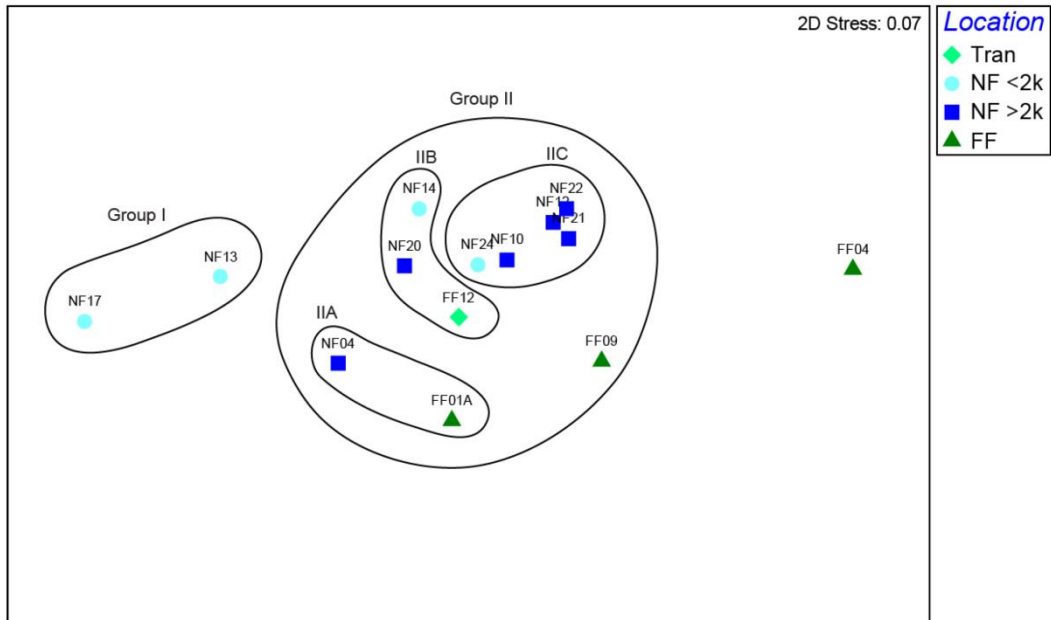 2D Stress: 0.07
Location
Tran
NF <2k
NF >2k
FF
Group II
IIB
IIC
NF14
NF22
NF12
NF21
Group I
NF13
NF20
NF24
NF10
FF04
NF17
FF12
IIA
NF04
FF09
FF01A